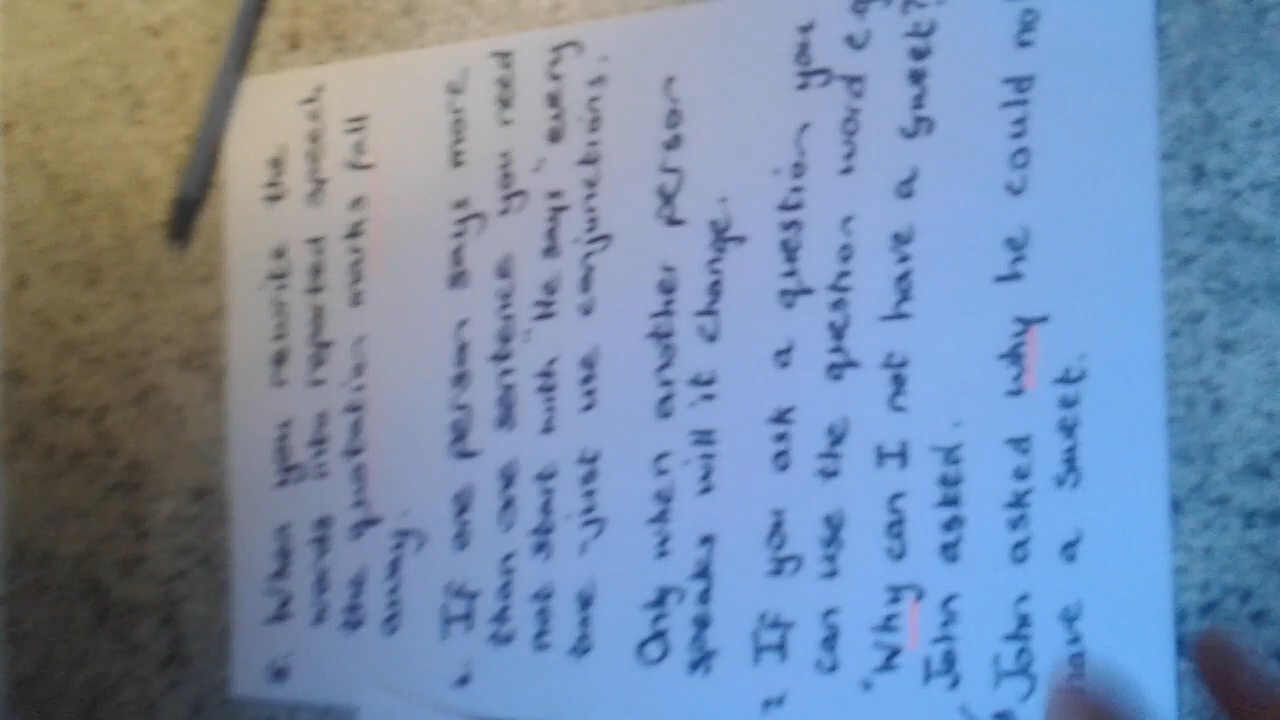 5. When you rewrite the
words into reported speech
the quotation marks fall
away.
6. If one person says more
than one sentence you need
not start with "He says" every
time - just use conjunctions.
Only when another person
speaks will it change.
If you ask a question you
can use the question word eg
"Why can I not have a sweet?"
John asked.
John asked why he could not
have a sweet.